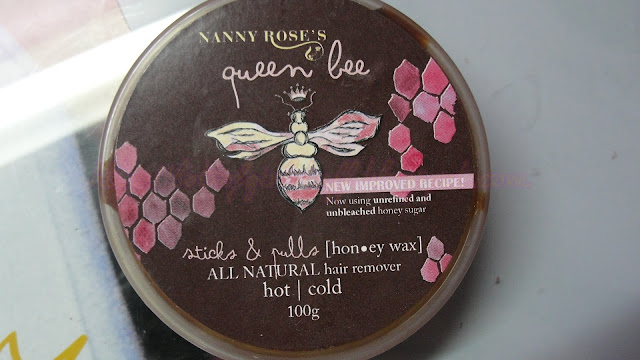 NANNY ROSE'S
queen bee
NEW IMPROVED RECIPE!
Now using unrefined and
unbleached honey sugar
sticks & pulls [hon•ey wax]
ALL NATURAL hair remover
hot | cold
100g